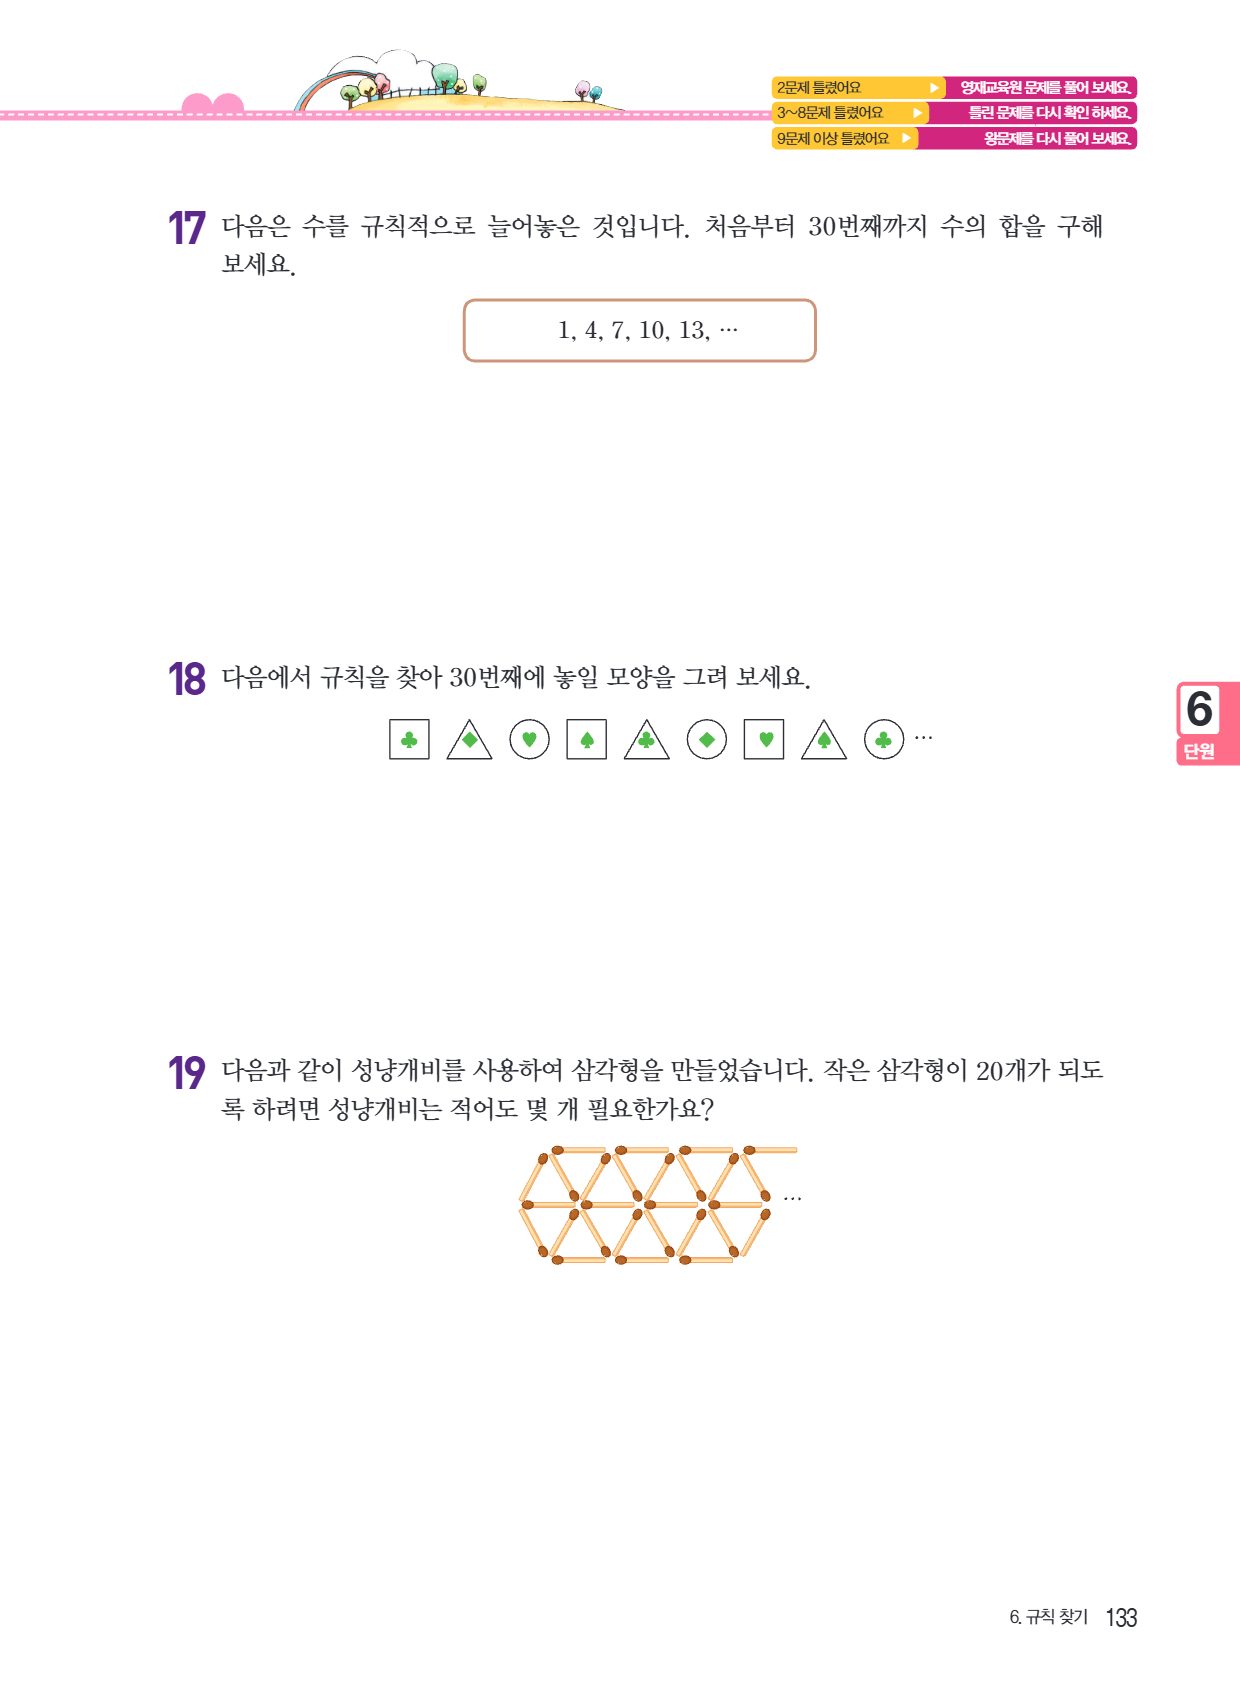 2문제 틀렸어요 ▶ 영재교육원 문제를 풀어 보세요.
3~8문제 틀렸어요 ▶ 틀린 문제를 다시 확인 하세요.
9문제 이상 틀렸어요 ▶ 왕문제를 다시 풀어 보세요.
17 다음은 수를 규칙적으로 늘어놓은 것입니다. 처음부터 30번째까지 수의 합을 구해
보세요.
1, 4, 7, 10, 13, …
18 다음에서 규칙을 찾아 30번째에 놓일 모양을 그려 보세요.
…
6
단원
19 다음과 같이 성냥개비를 사용하여 삼각형을 만들었습니다. 작은 삼각형이 20개가 되도
록 하려면 성냥개비는 적어도 몇 개 필요한가요?
…
6. 규칙 찾기 133